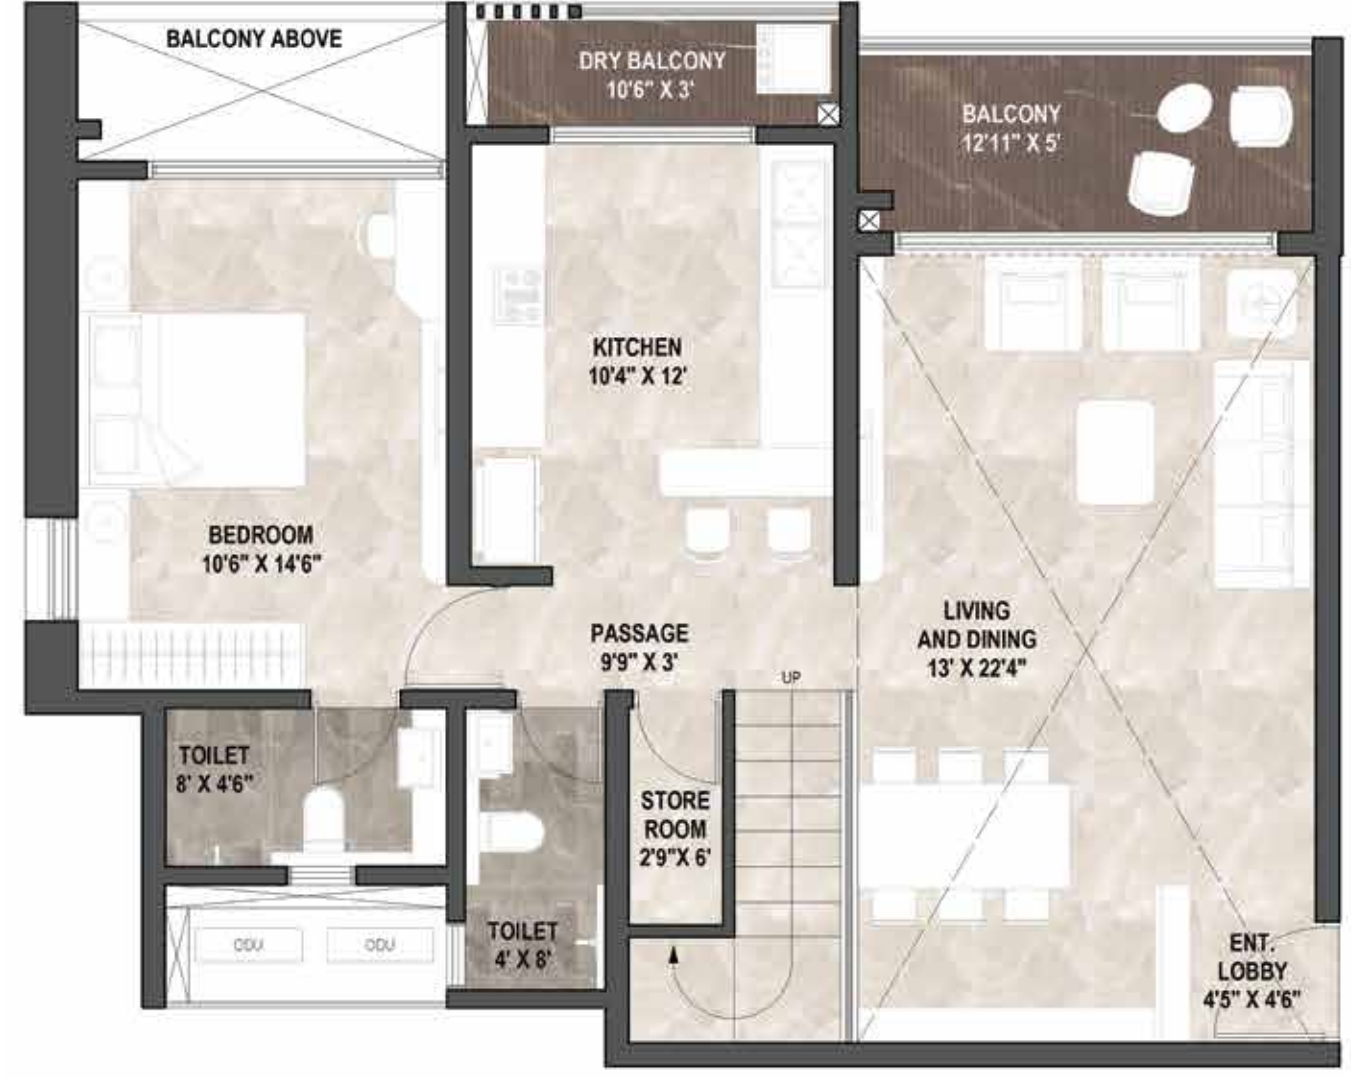 BALCONY ABOVE
DRY BALCONY
10'6" X 3'
BALCONY
12'11" X 5'
KITCHEN
10'4" X 12'
BEDROOM
10'6" X 14'6"
PASSAGE
9'9" X 3'
LIVING
AND DINING
13' X 22'4"
UP
TOILET
8' X 4'6"
STORE
ROOM
2'9"X 6'
TOILET
4' X 8'
ODU
ODU
ENT.
LOBBY
4'5" X 4'6"